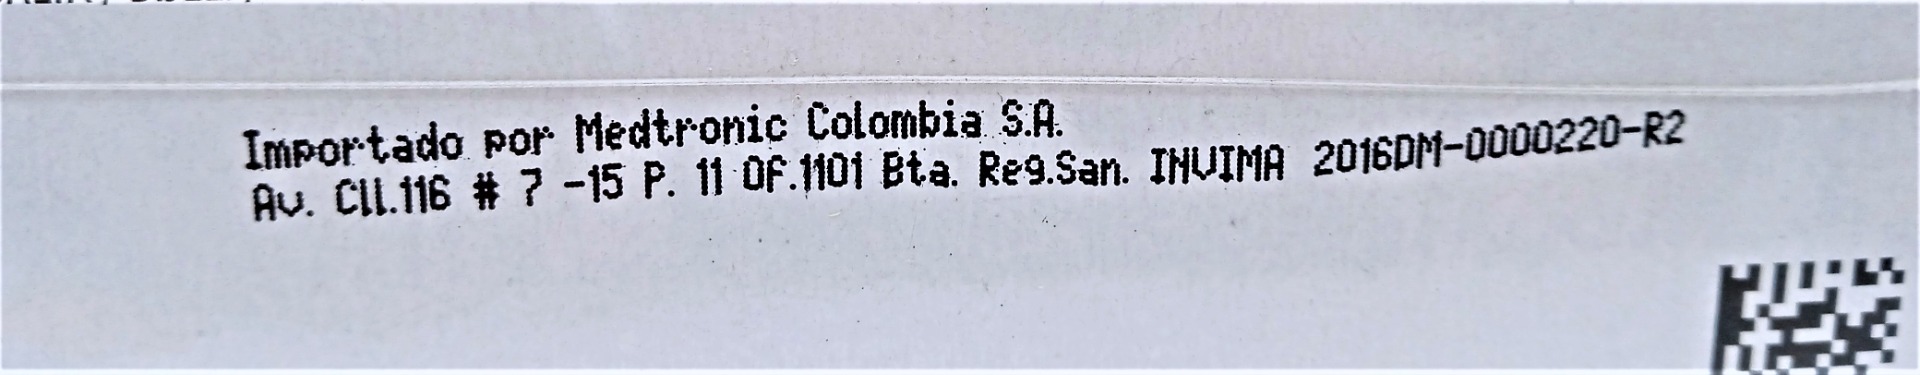 Importado por Medtronic Colombia S.A.
Av. Cll.116 # 7 -15 P. 11 Of.1101 Bta. Reg.San. INVIMA 2016DM-0000220-R2